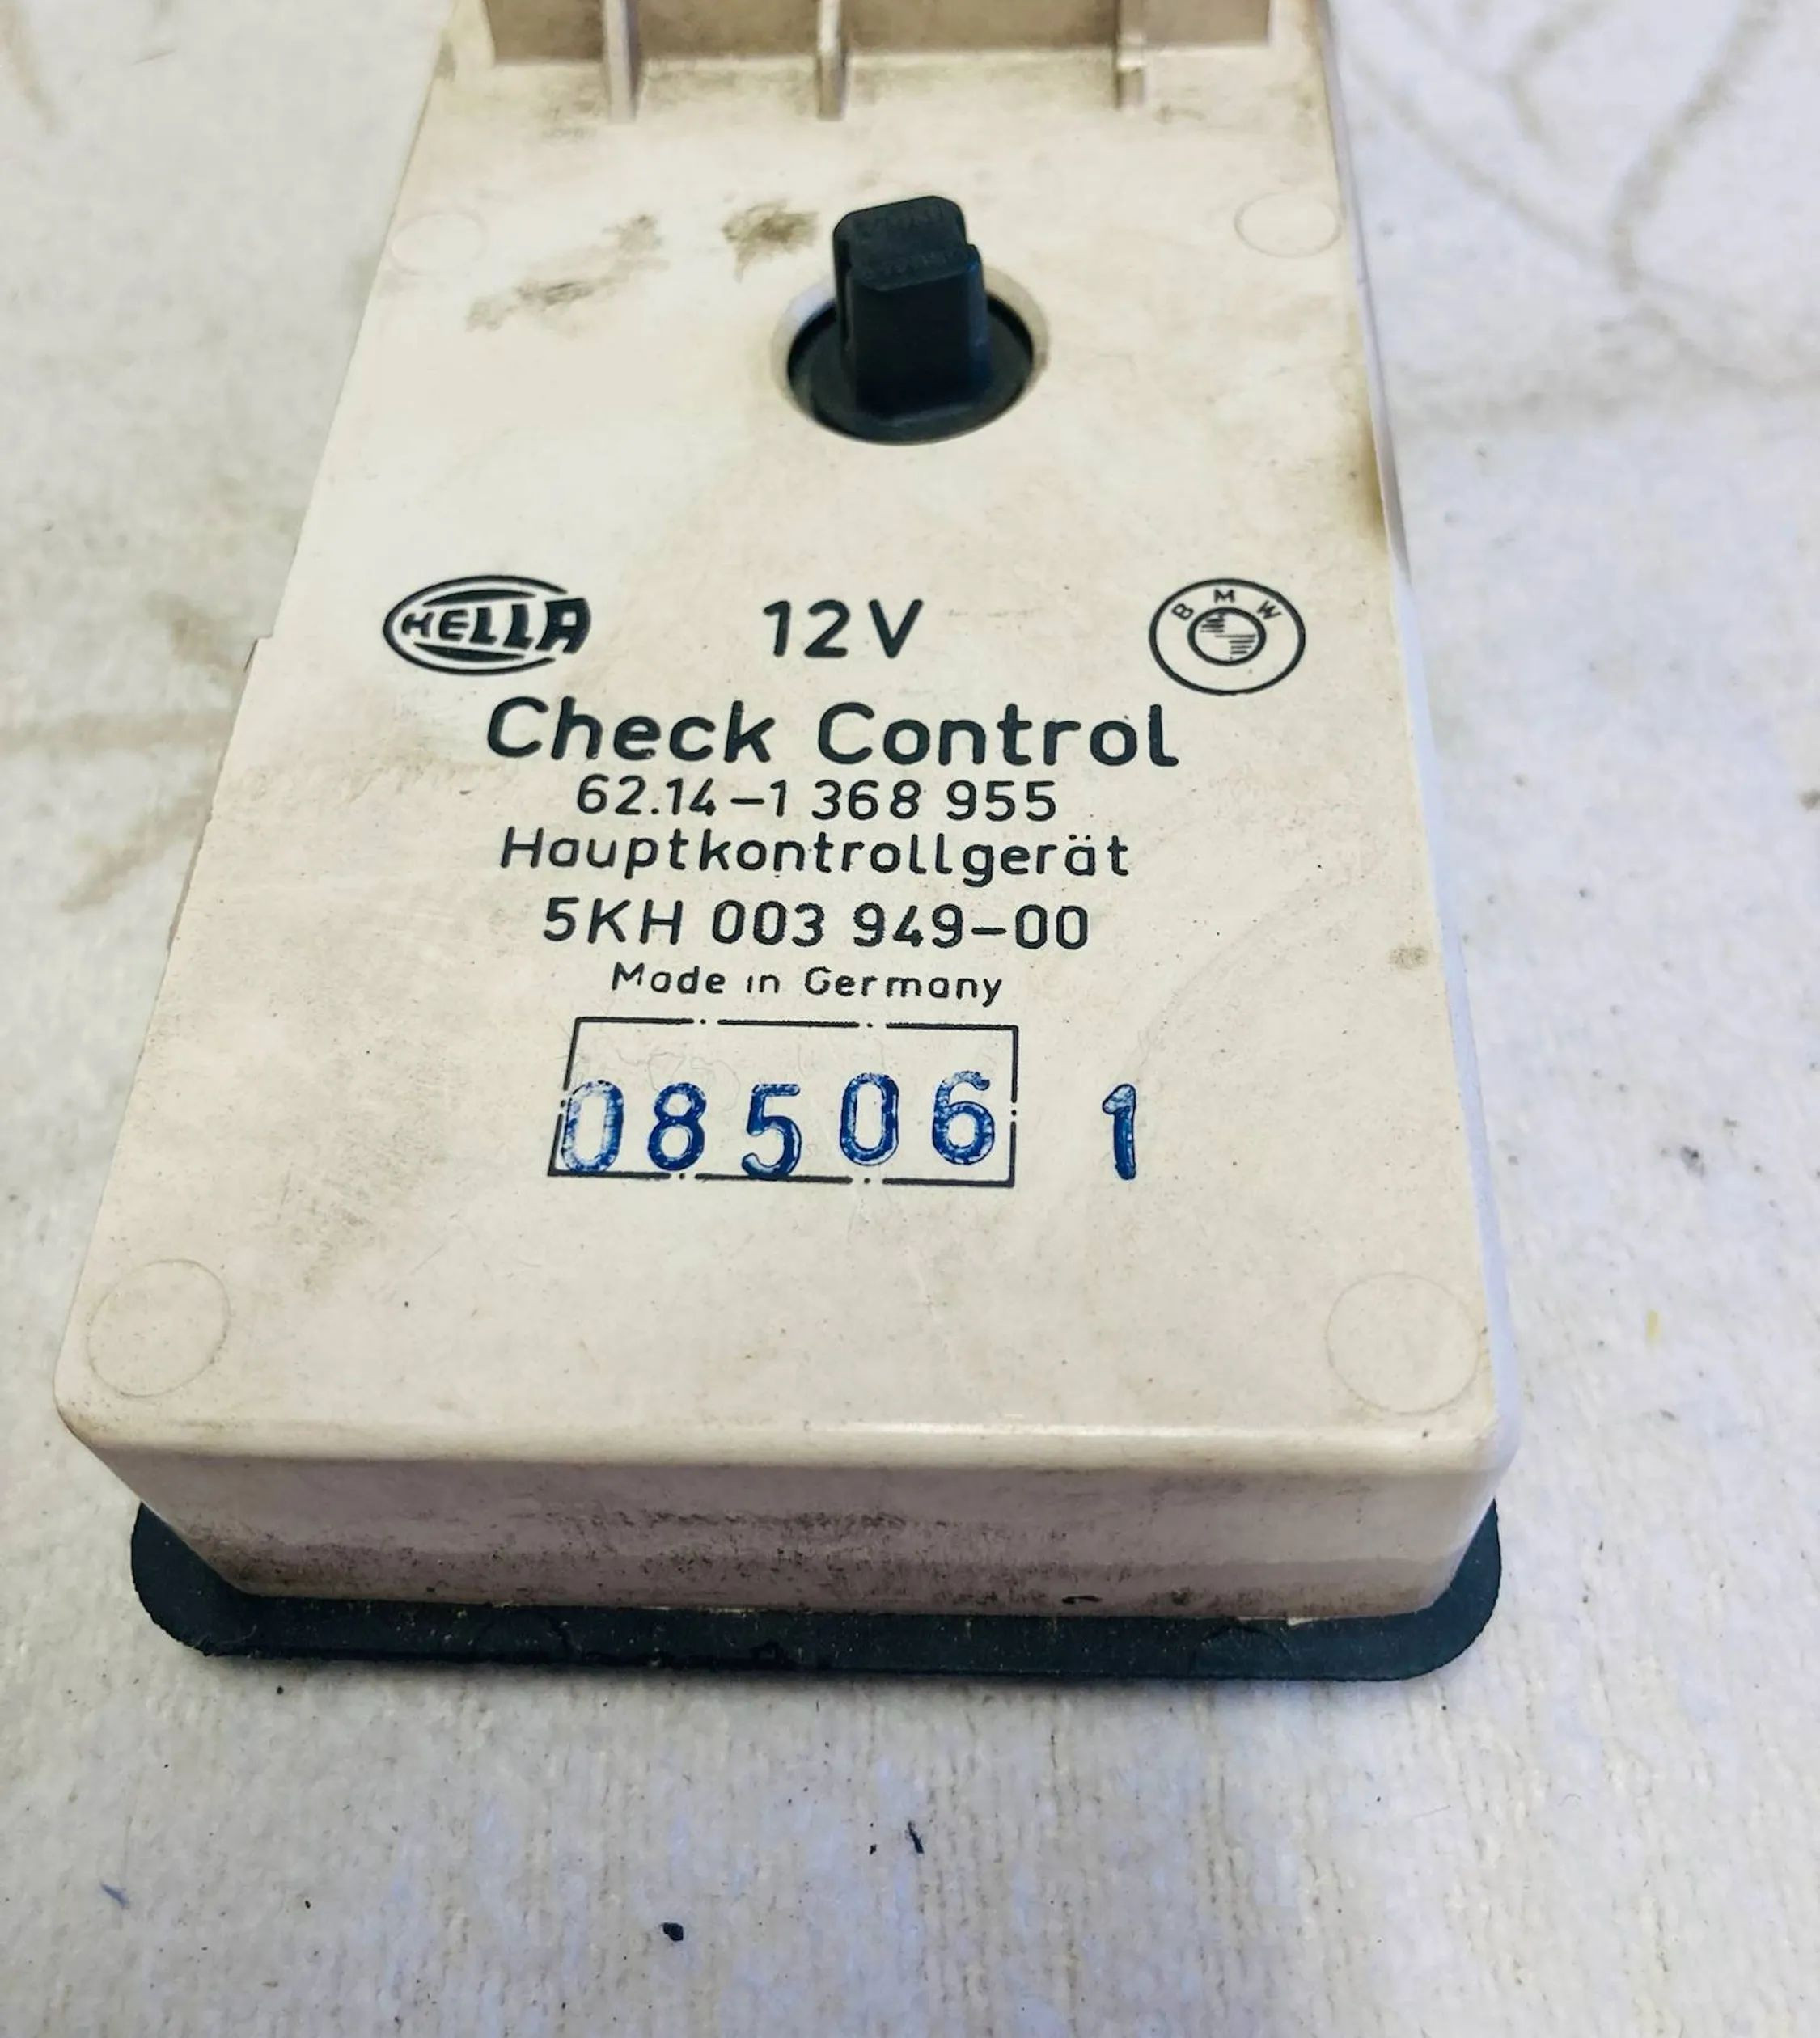 HELLA 12V BMW
Check Control
62.14-1 368 955
Hauptkontrollgerät
5KH 003 949-00
Made in Germany
08506 1